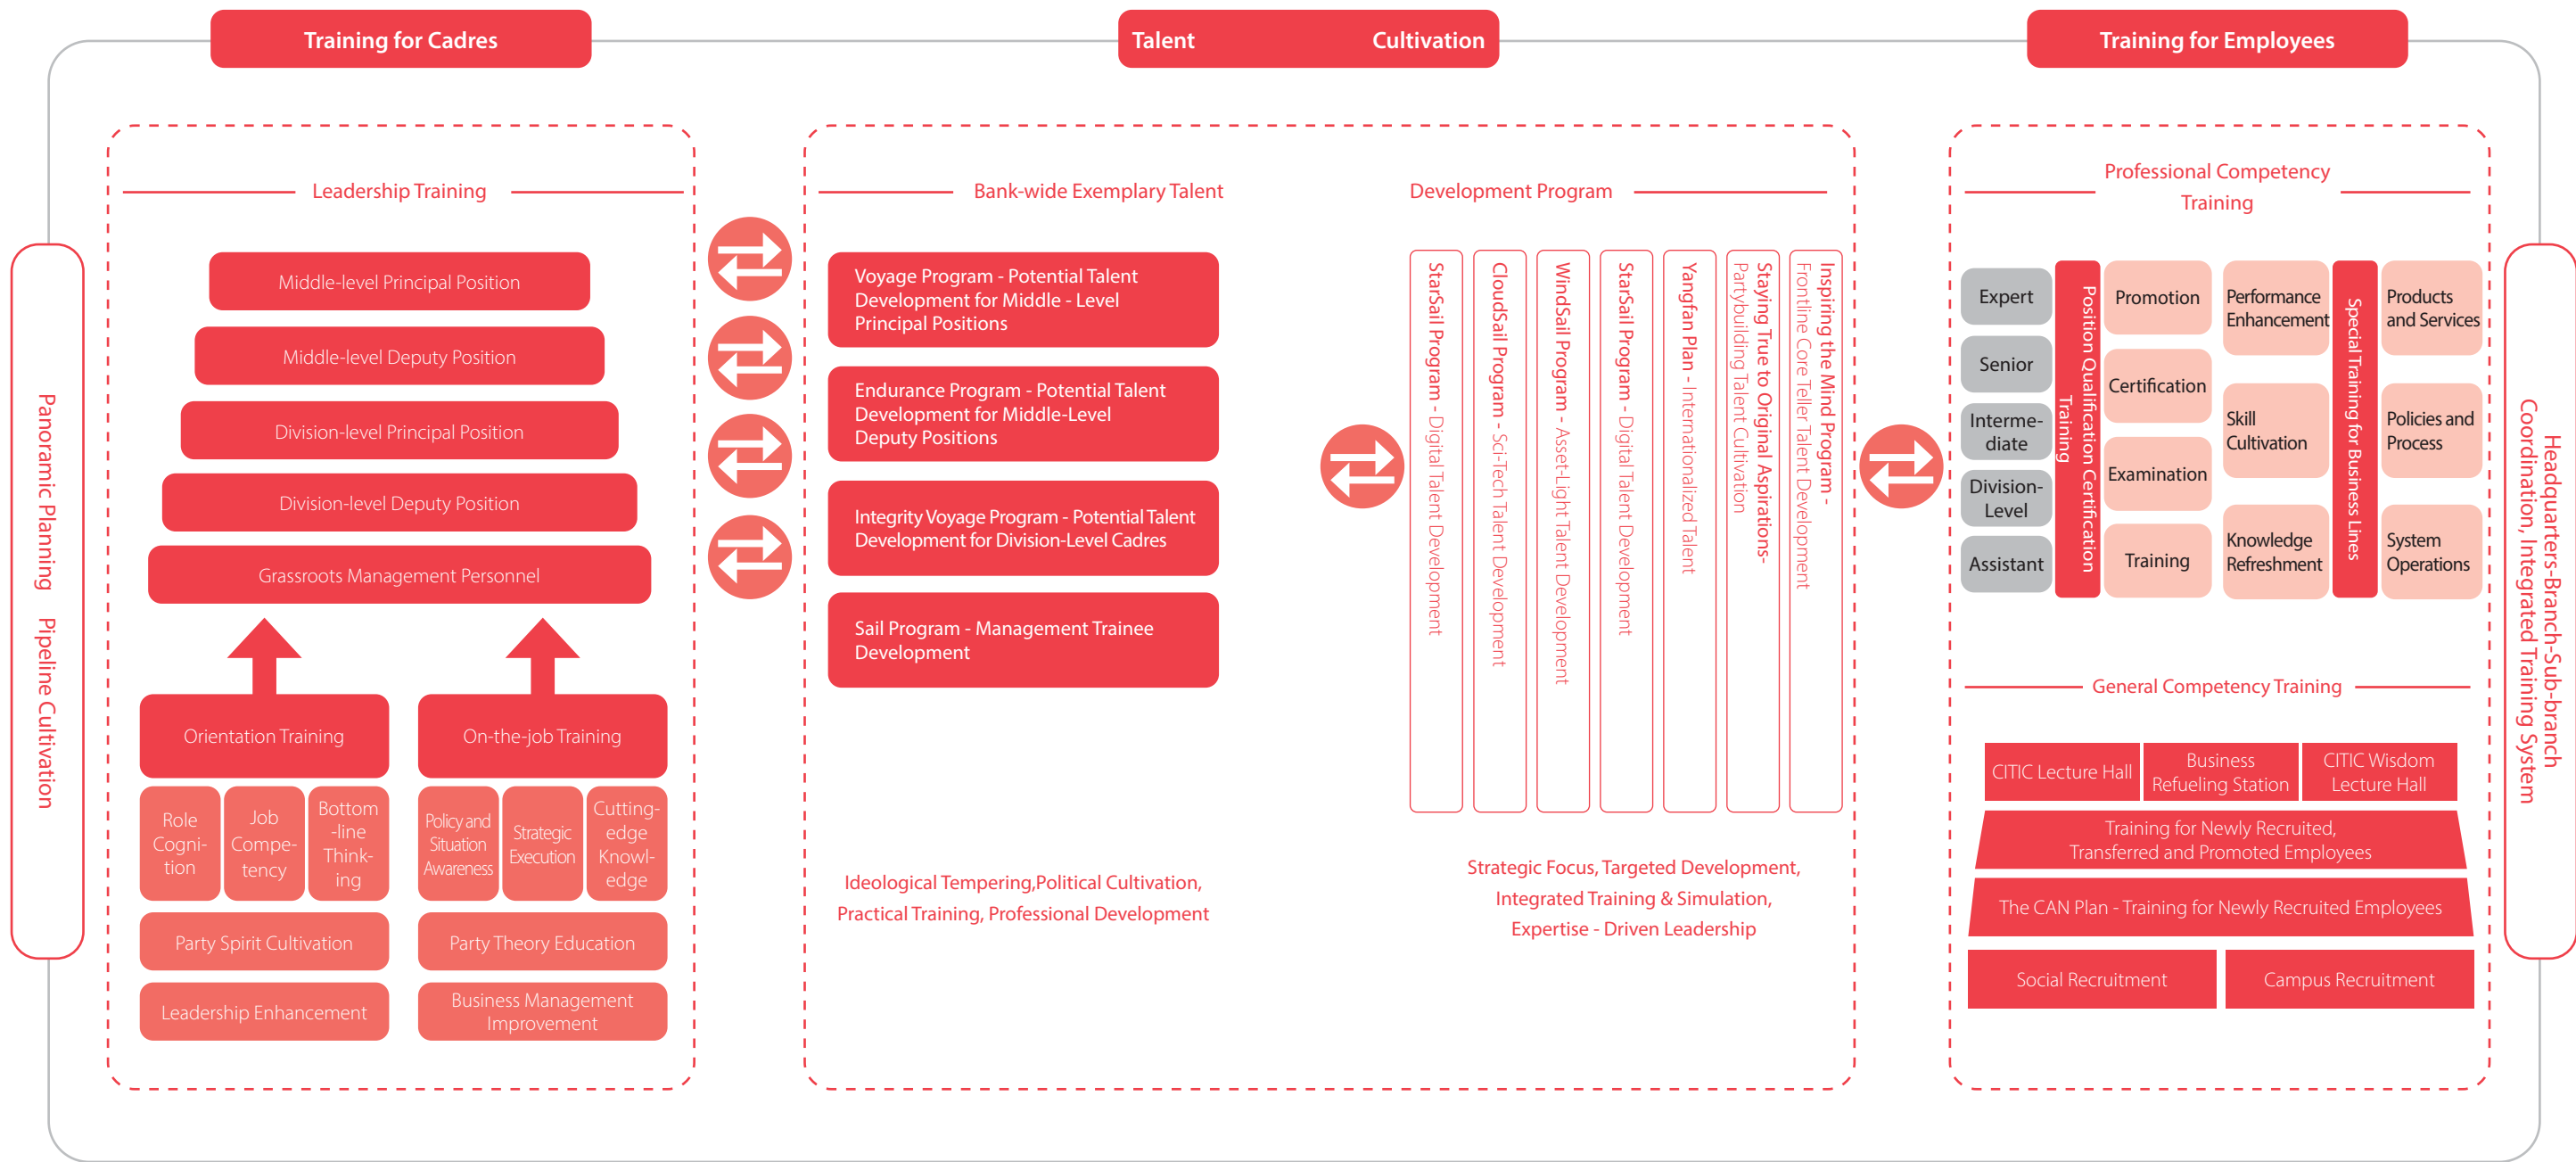 Training for Cadres
Talent Cultivation
Training for Employees
Panoramic Planning Pipeline Cultivation
Leadership Training
Middle-level Principal Position
Middle-level Deputy Position
Division-level Principal Position
Division-level Deputy Position
Grassroots Management Personnel
Orientation Training
Role
Cogni-
tion
Job
Compe-
tency
Bottom
-line
Think-
ing
Party Spirit Cultivation
Leadership Enhancement
On-the-job Training
Policy and
Situation
Awareness
Strategic
Execution
Cutting-
edge
Knowl-
edge
Party Theory Education
Business Management
Improvement
Bank-wide Exemplary Talent Development Program
Voyage Program - Potential Talent
Development for Middle - Level
Principal Positions
Endurance Program - Potential Talent
Development for Middle-Level
Deputy Positions
Integrity Voyage Program - Potential Talent
Development for Division-Level Cadres
Sail Program - Management Trainee
Development
Ideological Tempering,Political Cultivation,
Practical Training, Professional Development
StarSail Program - Digital Talent Development
CloudSail Program - Sci-Tech Talent Development
WindSail Program - Asset-Light Talent Development
StarSail Program - Digital Talent Development
Yangfan Plan - Internationalized Talent
Staying True to Original Aspirations-
Partybuilding Talent Cultivation
Inspiring the Mind Program -
Frontline Core Teller Talent Development
Strategic Focus, Targeted Development,
Integrated Training & Simulation,
Expertise - Driven Leadership
Professional Competency
Training
Expert
Senior
Interme-
diate
Division-
Level
Assistant
Position Qualification Certification
Training
Promotion
Certification
Examination
Training
Performance
Enhancement
Skill
Cultivation
Knowledge
Refreshment
Special Training for Business Lines
Products
and Services
Policies and
Process
System
Operations
General Competency Training
CITIC Lecture Hall
Business
Refueling Station
CITIC Wisdom
Lecture Hall
Training for Newly Recruited,
Transferred and Promoted Employees
The CAN Plan - Training for Newly Recruited Employees
Social Recruitment
Campus Recruitment
Headquarters-Branch-Sub-branch
Coordination, Integrated Training System